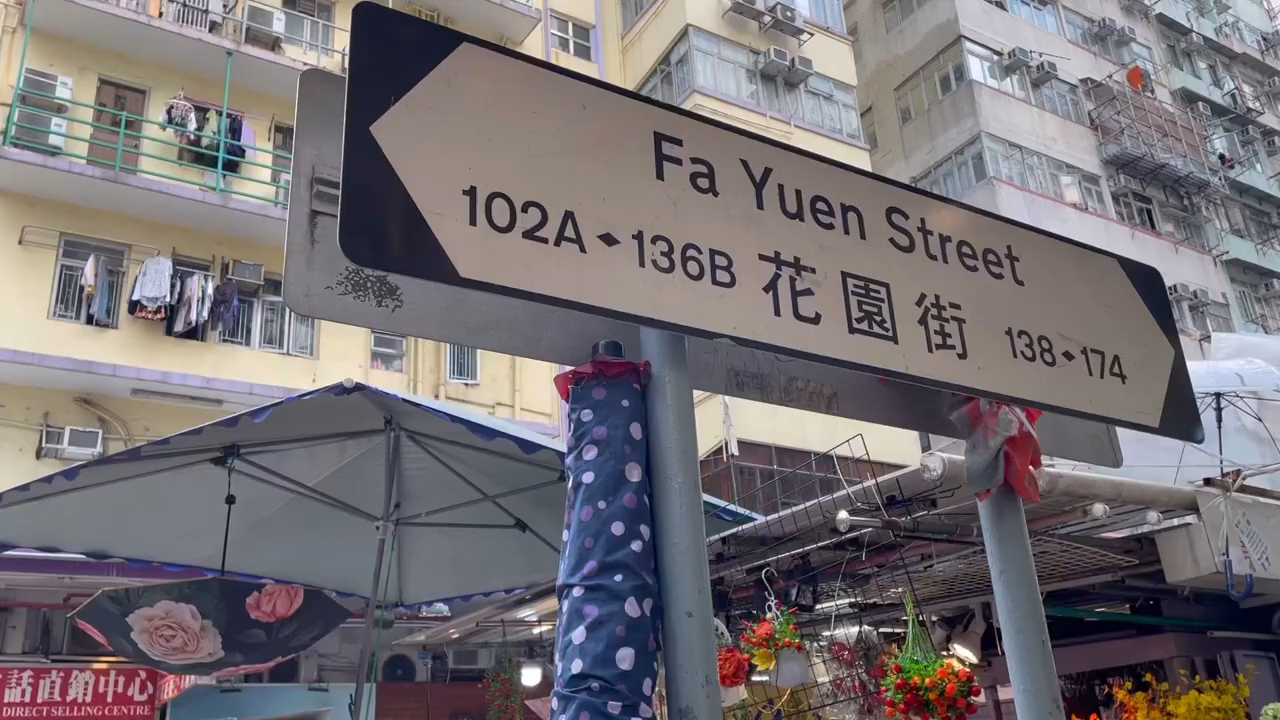 Fa Yuen Street
102A◆136B 花園街 138◆174
話直銷中心
DIRECT SELLING CENTRE